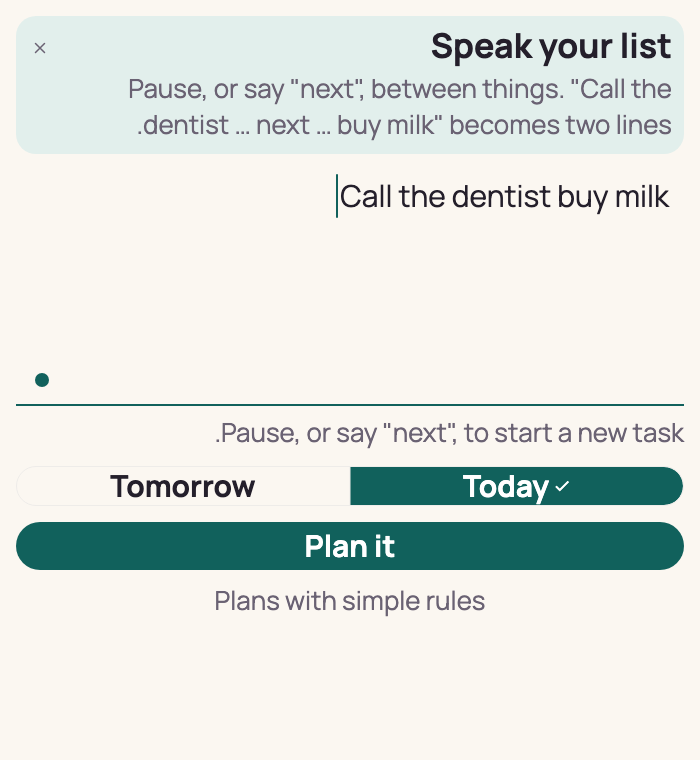 Speak your list
Pause, or say "next", between things. "Call the
dentist … next … buy milk" becomes two lines.
Call the dentist buy milk
Pause, or say "next", to start a new task.
Today
Tomorrow
Plan it
Plans with simple rules